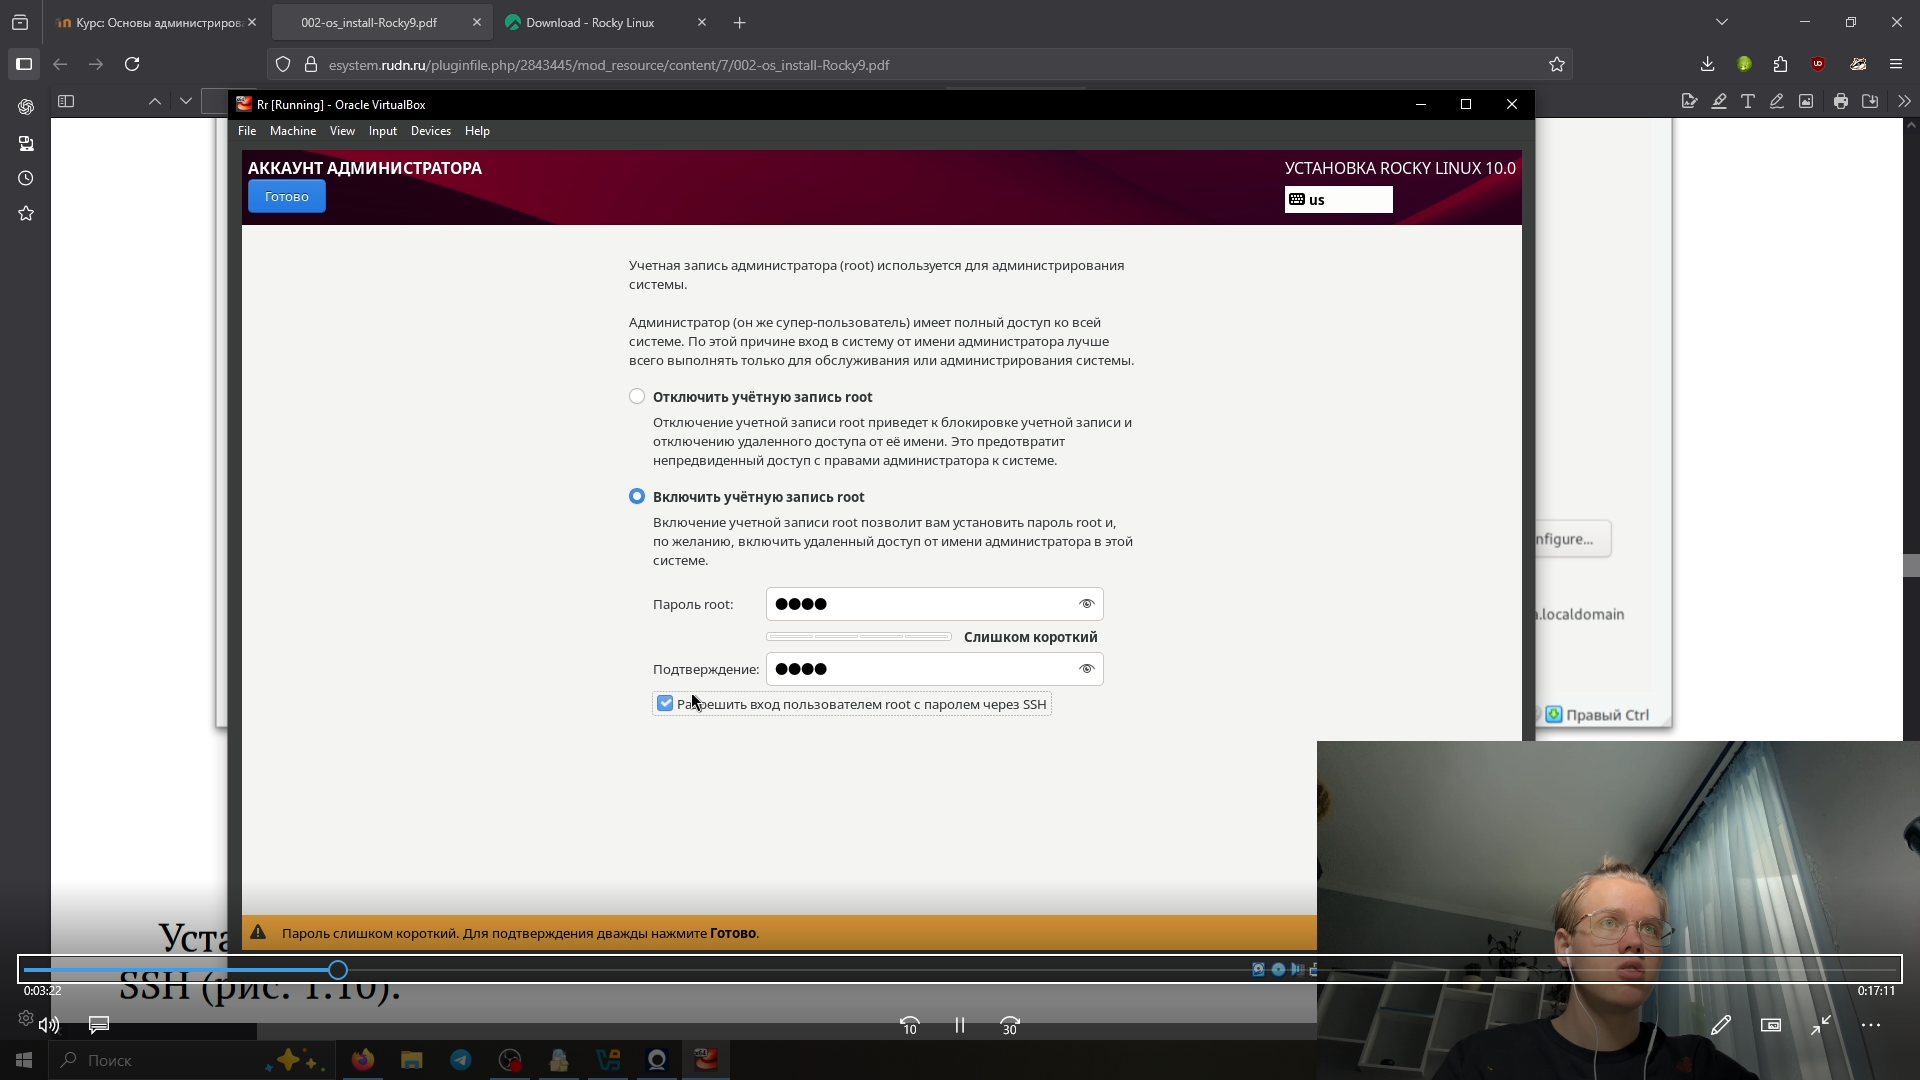 Курс: Основы администриров
002-os_install-Rocky9.pdf
Download - Rocky Linux
esystem.rudn.ru/pluginfile.php/2843445/mod_resource/content/7/002-os_install-Rocky9.pdf
Rr [Running] - Oracle VirtualBox
File Machine View Input Devices Help
АККАУНТ АДМИНИСТРАТОРА
УСТАНОВКА ROCKY LINUX 10.0
Готово
us
Учетная запись администратора (root) используется для администрирования
системы.
Администратор (он же супер-пользователь) имеет полный доступ ко всей
системе. По этой причине вход в систему от имени администратора лучше
всего выполнять только для обслуживания или администрирования системы.
Отключить учётную запись root
Отключение учетной записи root приведет к блокировке учетной записи и
отключению удаленного доступа от её имени. Это предотвратит
непредвиденный доступ с правами администратора к системе.
Включить учётную запись root
Включение учетной записи root позволит вам установить пароль root и,
по желанию, включить удаленный доступ от имени администратора в этой
системе.
nfigure...
Пароль root:
.localdomain
Слишком короткий
Подтверждение:
Разрешить вход пользователем root с паролем через SSH
Правый Ctrl
Пароль слишком короткий. Для подтверждения дважды нажмите Готово.
Уста
SSH (рис. 1.10).
0:03:22
0:17:11
10
30
Поиск